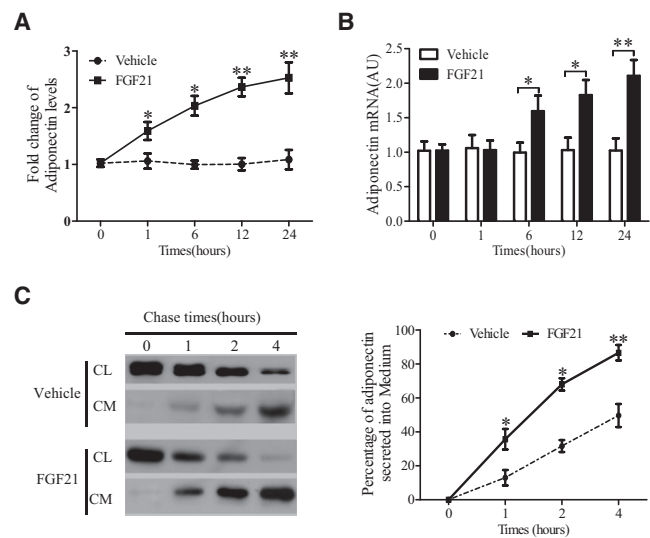 A
Fold change of
Adiponectin levels
3
2
1
0
Vehicle
FGF21
*
*
**
**
0 1 6 12 24
Times(hours)
B
Adiponectin mRNA(AU)
2.5
2.0
1.5
1.0
0.5
0.0
Vehicle
FGF21
*
*
**
0 1 6 12 24
Times(hours)
C
Chase times(hours)
0 1 2 4
Vehicle
CL
CM
FGF21
CL
CM
Percentage of adiponectin
secreted into Medium
100
80
60
40
20
0
Vehicle FGF21
*
*
**
0 1 2 4
Times (hours)